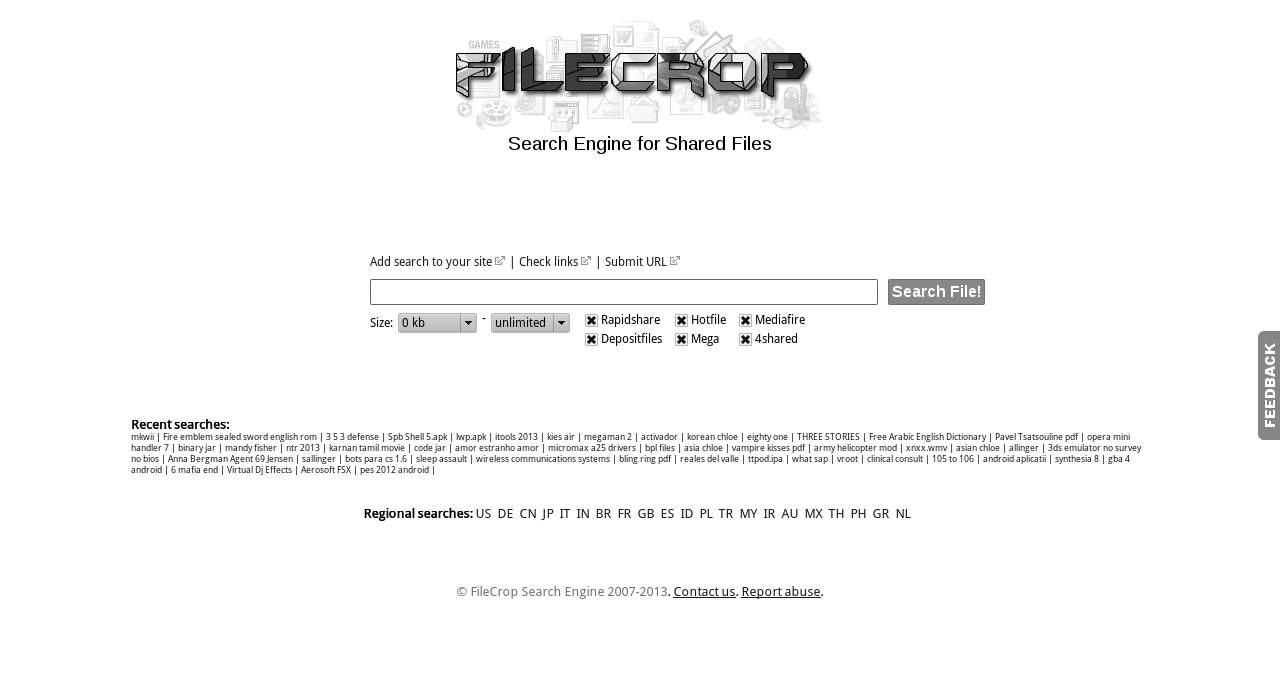 GAMES
FILECROP
Search Engine for Shared Files
Add search to your site | Check links | Submit URL
Search File!
Size: 0 kb - unlimited Rapidshare Hotfile Mediafire
Depositfiles Mega 4shared
FEEDBACK
Recent searches:
mkwii | Fire emblem sealed sword english rom | 3 5 3 defense | Spb Shell 5.apk | lwp.apk | itools 2013 | kies air | megaman 2 | activador | korean chloe | eighty one | THREE STORIES | Free Arabic English Dictionary | Pavel Tsatsouline pdf | opera mini
handler 7 | binary jar | mandy fisher | ntr 2013 | karnan tamil movie | code.jar | amor estranho amor | micromax a25 drivers | bpl files | asia chloe | vampire kisses pdf | army helicopter mod | xnxx.wmv | asian chloe | allinger | 3ds emulator no survey
no bios | Anna Bergman Agent 69 Jensen | sallinger | bots para cs 1.6 | sleep assault | wireless communications systems | bling ring pdf | reales del valle | ttpod.ipa | what sap | vroot | clinical consult | 105 to 106 | android aplicatii | synthesia 8 | gba 4
android | 6 mafia end | Virtual Dj Effects | Aerosoft FSX | pes 2012 android |
Regional searches: US DE CN JP IT IN BR FR GB ES ID PL TR MY IR AU MX TH PH GR NL
© FileCrop Search Engine 2007-2013. Contact us. Report abuse.